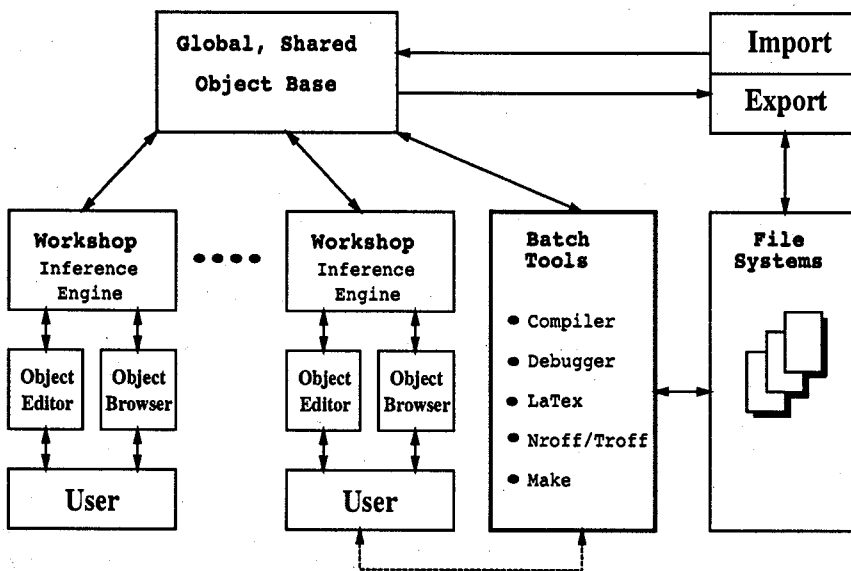 Global, Shared
Object Base
Import
Export
Workshop
Inference
Engine
Workshop
Inference
Engine
Batch
Tools
• Compiler
• Debugger
• LaTex
• Nroff/Troff
• Make
File
Systems
Object
Editor
Object
Browser
Object
Editor
Object
Browser
User
User